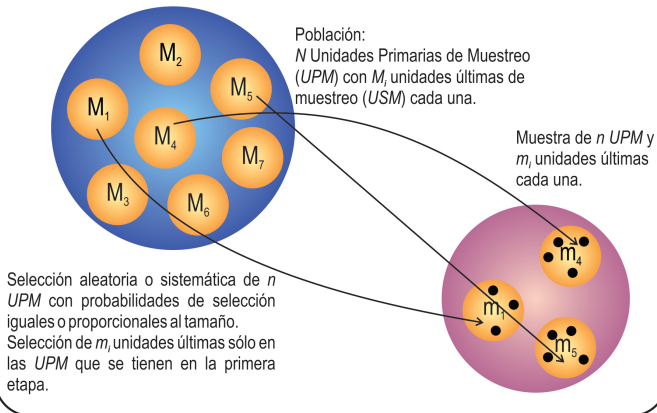 Población:
N Unidades Primarias de Muestreo
(UPM) con Mᵢ unidades últimas de
muestreo (USM) cada una.
M₂
M₅
M₁
M₄
M₇
M₃
M₆
Muestra de n UPM y
mᵢ unidades últimas
cada una.
m₄
m₁
m₅
Selección aleatoria o sistemática de n
UPM con probabilidades de selección
iguales o proporcionales al tamaño.
Selección de mᵢ unidades últimas sólo en
las UPM que se tienen en la primera
etapa.